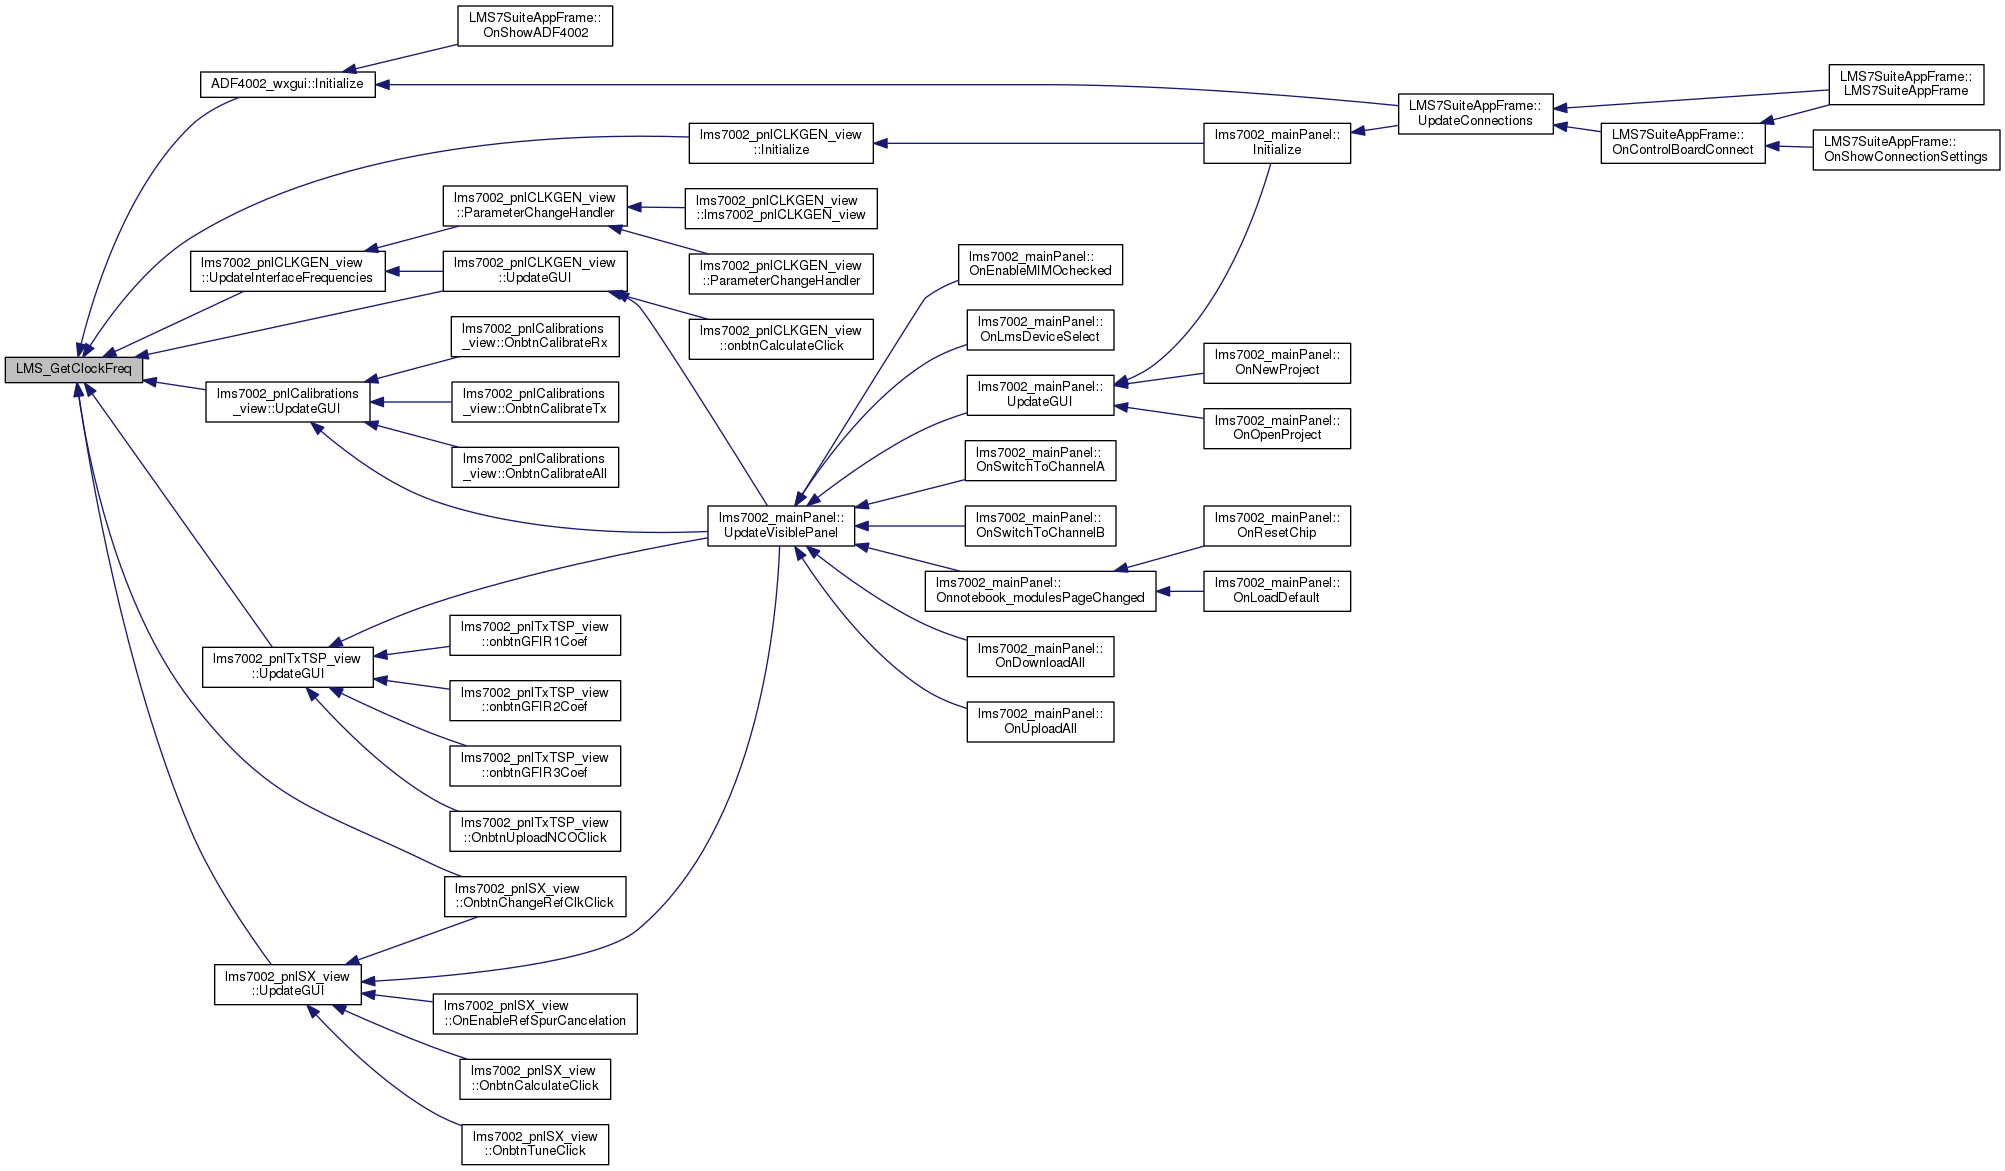 LMS7SuiteAppFrame::
OnShowADF4002
ADF4002_wxgui::Initialize
LMS7SuiteAppFrame::
LMS7SuiteAppFrame
LMS7SuiteAppFrame::
UpdateConnections
LMS7SuiteAppFrame::
OnControlBoardConnect
LMS7SuiteAppFrame::
OnShowConnectionSettings
lms7002_pnlCLKGEN_view
::Initialize
lms7002_mainPanel::
Initialize
lms7002_pnlCLKGEN_view
::ParameterChangeHandler
lms7002_pnlCLKGEN_view
::lms7002_pnlCLKGEN_view
lms7002_pnlCLKGEN_view
::UpdateInterfaceFrequencies
lms7002_pnlCLKGEN_view
::UpdateGUI
lms7002_pnlCLKGEN_view
::ParameterChangeHandler
lms7002_mainPanel::
OnEnableMIMOchecked
lms7002_pnlCalibrations
_view::OnbtnCalibrateRx
lms7002_pnlCLKGEN_view
::onbtnCalculateClick
lms7002_mainPanel::
OnLmsDeviceSelect
LMS_GetClockFreq
lms7002_mainPanel::
OnNewProject
lms7002_pnlCalibrations
_view::UpdateGUI
lms7002_pnlCalibrations
_view::OnbtnCalibrateTx
lms7002_mainPanel::
UpdateGUI
lms7002_mainPanel::
OnOpenProject
lms7002_pnlCalibrations
_view::OnbtnCalibrateAll
lms7002_mainPanel::
OnSwitchToChannelA
lms7002_mainPanel::
UpdateVisiblePanel
lms7002_mainPanel::
OnSwitchToChannelB
lms7002_mainPanel::
OnResetChip
lms7002_mainPanel::
Onnotebook_modulesPageChanged
lms7002_mainPanel::
OnLoadDefault
lms7002_pnlTxTSP_view
::UpdateGUI
lms7002_pnlTxTSP_view
::onbtnGFIR1Coef
lms7002_mainPanel::
OnDownloadAll
lms7002_pnlTxTSP_view
::onbtnGFIR2Coef
lms7002_mainPanel::
OnUploadAll
lms7002_pnlTxTSP_view
::onbtnGFIR3Coef
lms7002_pnlTxTSP_view
::OnbtnUploadNCOClick
lms7002_pnlSX_view
::OnbtnChangeRefClkClick
lms7002_pnlSX_view
::UpdateGUI
lms7002_pnlSX_view
::OnEnableRefSpurCancelation
lms7002_pnlSX_view
::OnbtnCalculateClick
lms7002_pnlSX_view
::OnbtnTuneClick